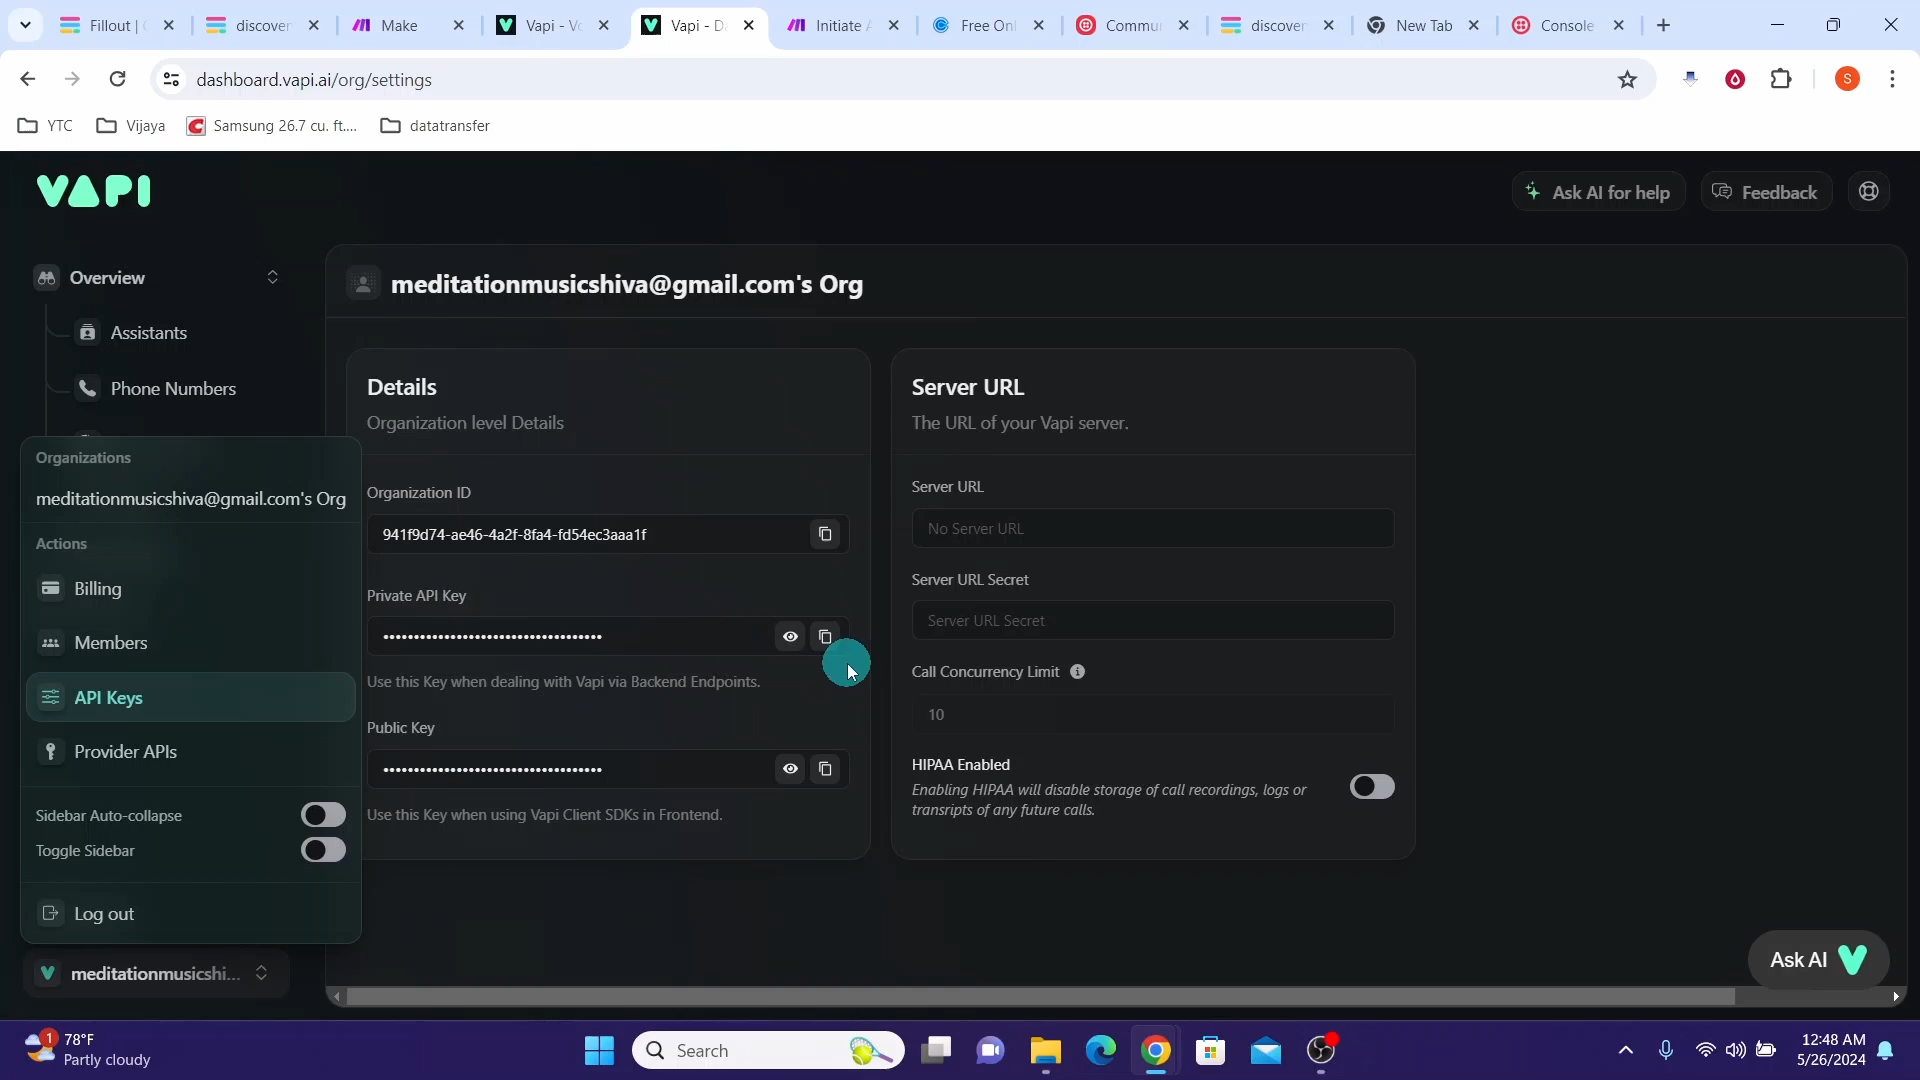 Fillout | C
discover
Make
Vapi - Vo
Vapi - Da
Initiate A
Free Onl
Commu
discover
New Tab
Console
dashboard.vapi.ai/org/settings
S
YTC
Vijaya
Samsung 26.7 cu. ft....
datatransfer
VAPI
Ask AI for help
Feedback
Overview
meditationmusicshiva@gmail.com's Org
Assistants
Phone Numbers
Details
Organization level Details
Server URL
The URL of your Vapi server.
Organizations
meditationmusicshiva@gmail.com's Org
Actions
Billing
Members
API Keys
Provider APIs
Sidebar Auto-collapse
Toggle Sidebar
Log out
meditationmusicshi...
Organization ID
941f9d74-ae46-4a2f-8fa4-fd54ec3aaa1f
Private API Key
Use this Key when dealing with Vapi via Backend Endpoints.
Public Key
Use this Key when using Vapi Client SDKs in Frontend.
Server URL
No Server URL
Server URL Secret
Server URL Secret
Call Concurrency Limit
10
HIPAA Enabled
Enabling HIPAA will disable storage of call recordings, logs or
transripts of any future calls.
Ask AI
1
78°F
Partly cloudy
Search
12:48 AM
5/26/2024